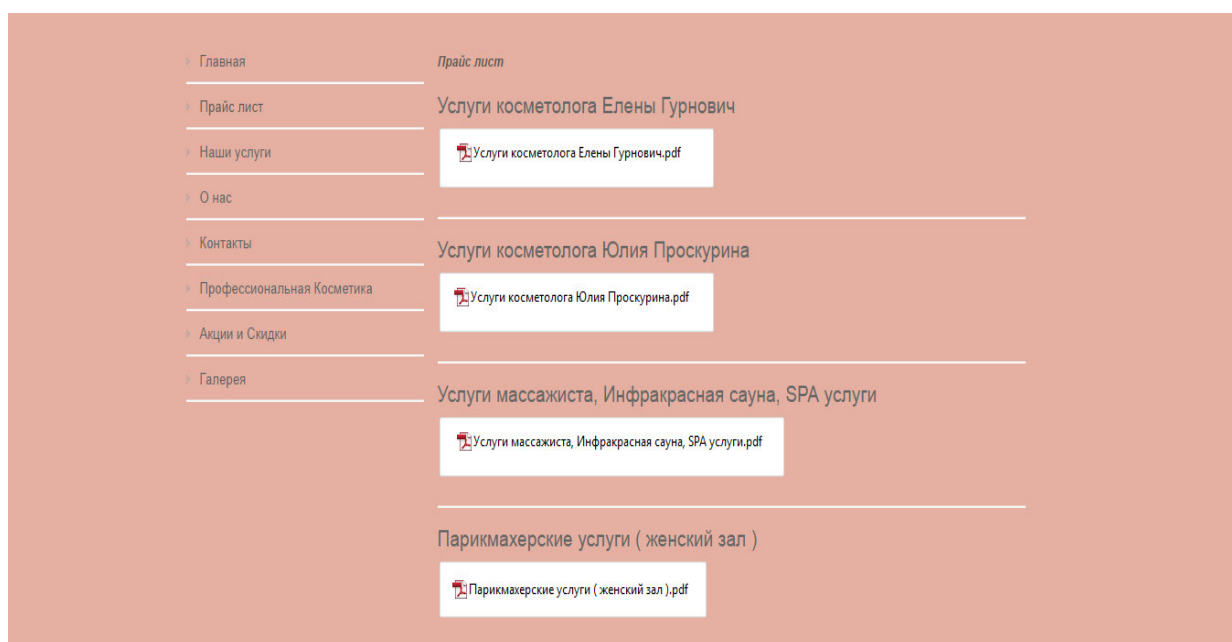 Главная
Прайс лист
Наши услуги
О нас
Контакты
Профессиональная Косметика
Акции и Скидки
Галерея
Прайс лист
Услуги косметолога Елены Гурнович
Услуги косметолога Елены Гурнович.pdf
Услуги косметолога Юлия Проскурина
Услуги косметолога Юлия Проскурина.pdf
Услуги массажиста, Инфракрасная сауна, SPA услуги
Услуги массажиста, Инфракрасная сауна, SPA услуги.pdf
Парикмахерские услуги ( женский зал )
Парикмахерские услуги ( женский зал ).pdf